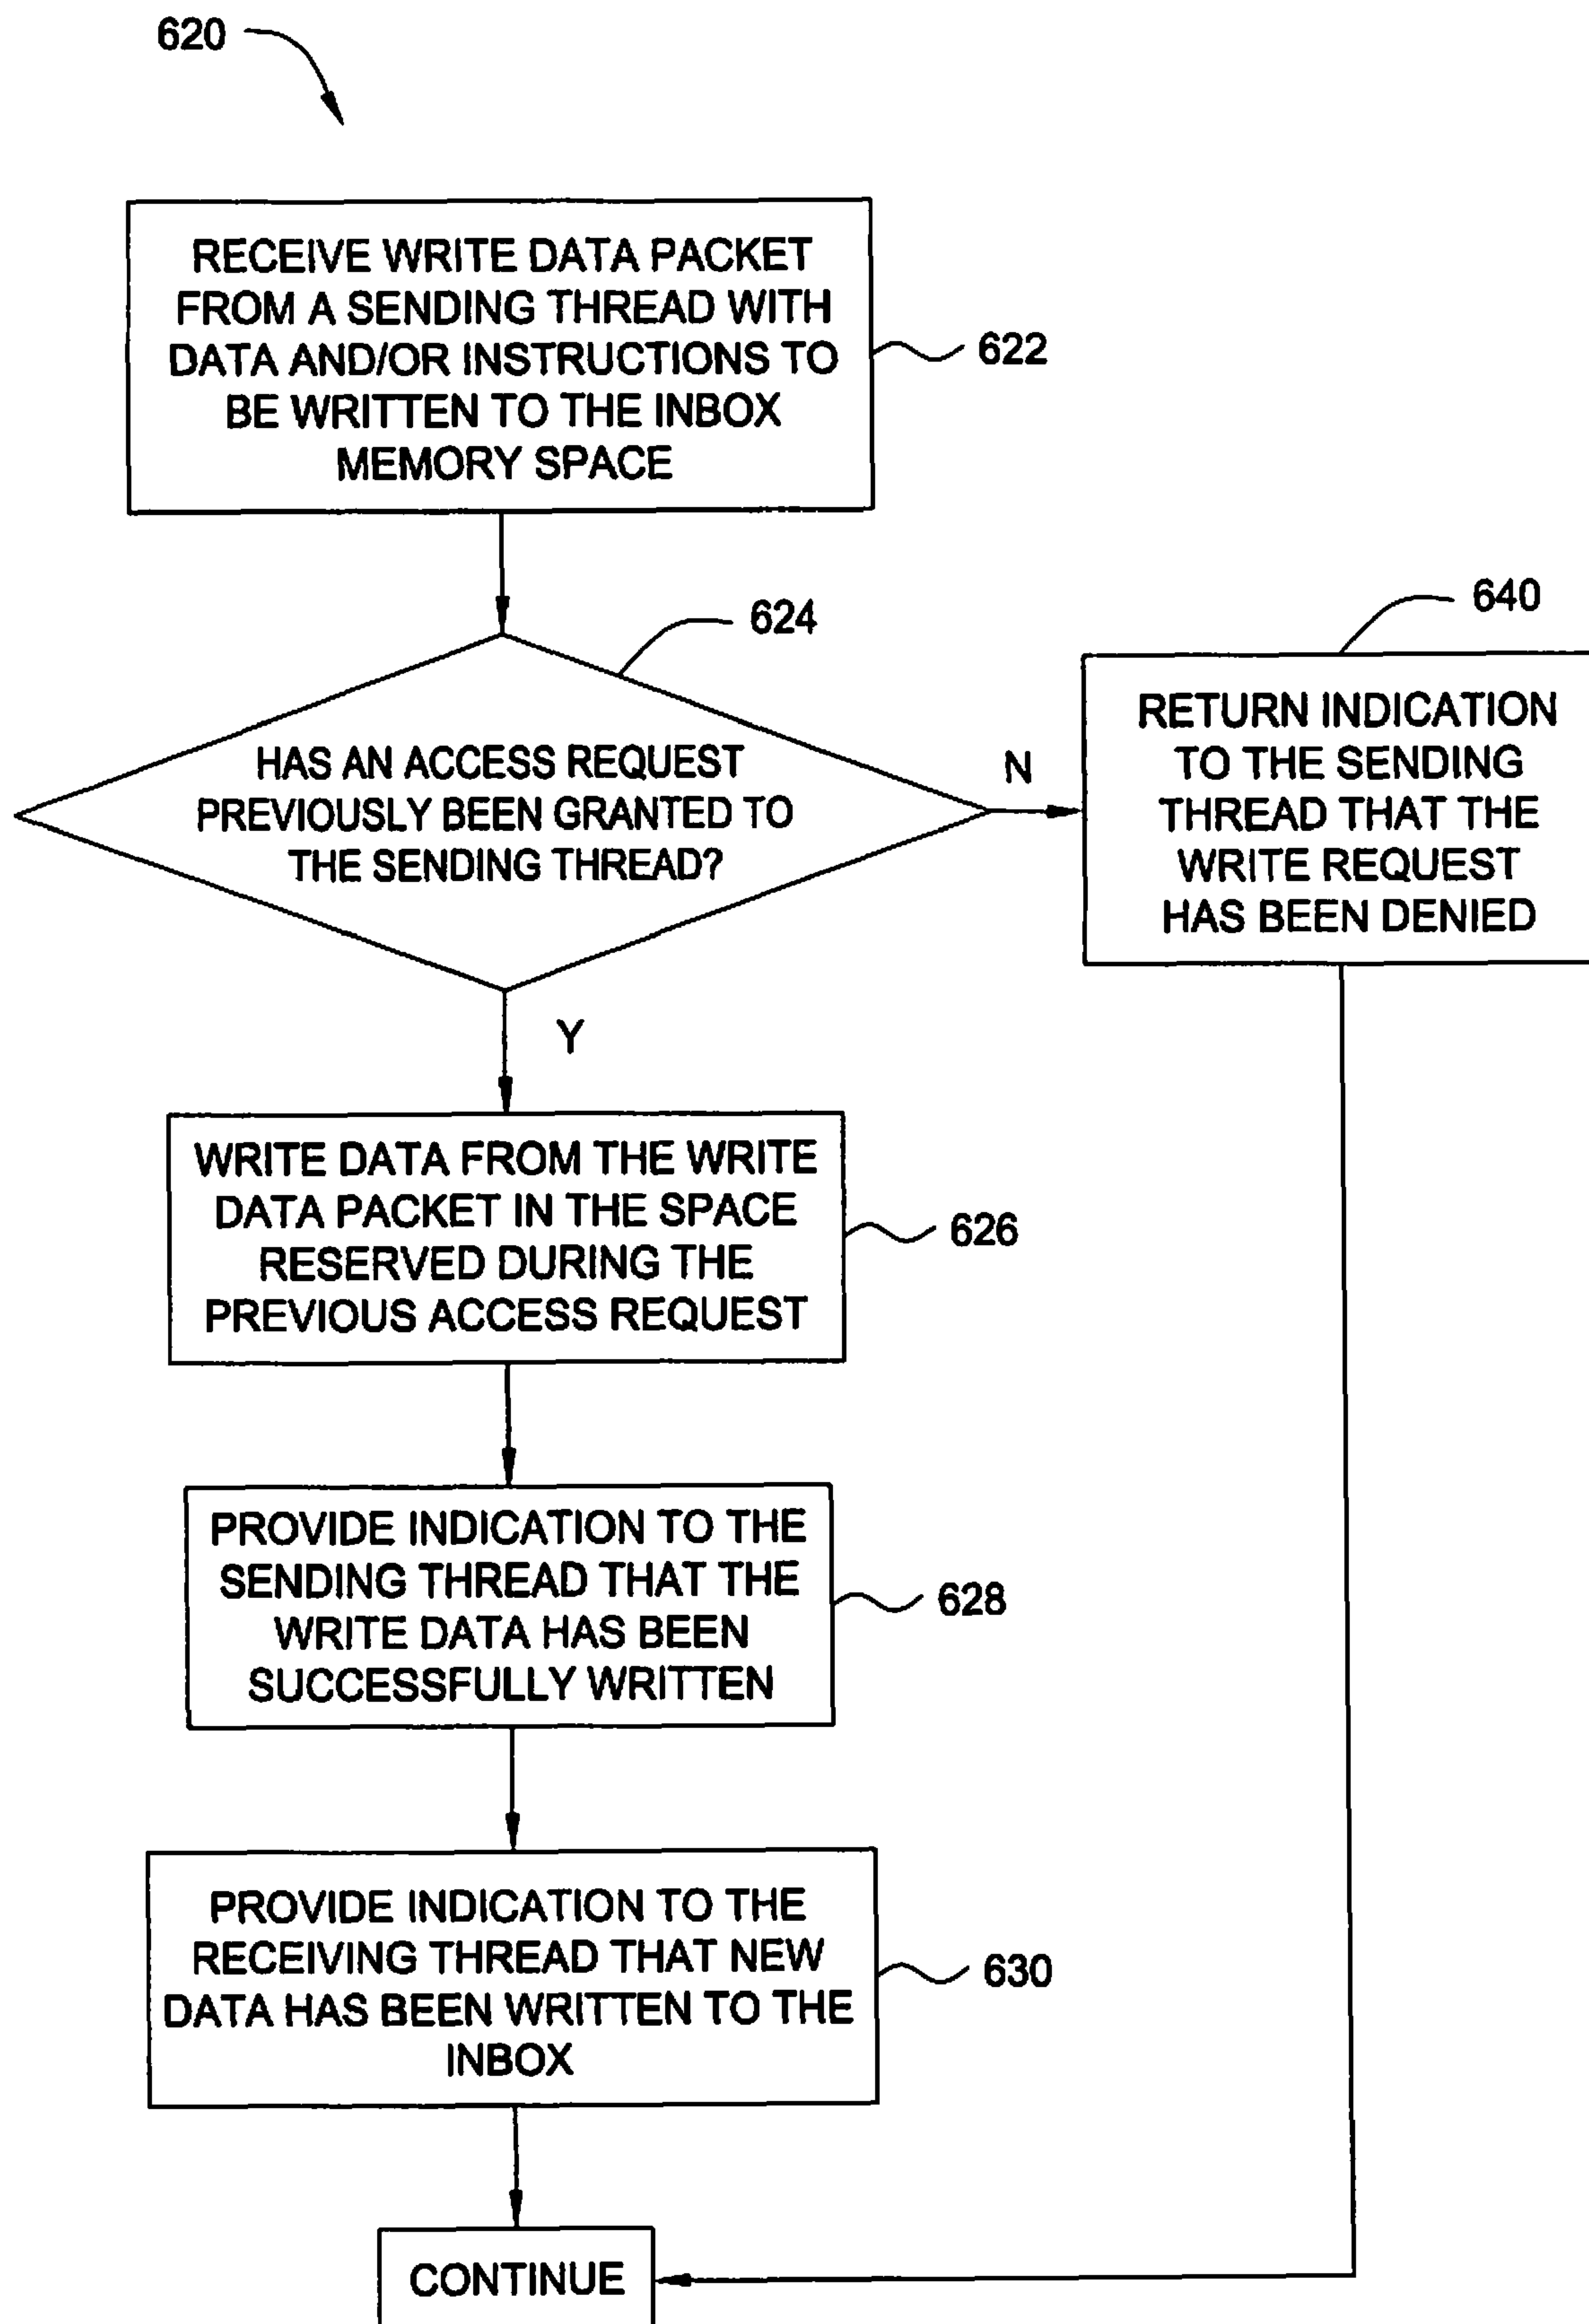 620
RECEIVE WRITE DATA PACKET
FROM A SENDING THREAD WITH
DATA AND/OR INSTRUCTIONS TO
BE WRITTEN TO THE INBOX
MEMORY SPACE
622
624
HAS AN ACCESS REQUEST
PREVIOUSLY BEEN GRANTED TO
THE SENDING THREAD?
N
640
RETURN INDICATION
TO THE SENDING
THREAD THAT THE
WRITE REQUEST
HAS BEEN DENIED
Y
WRITE DATA FROM THE WRITE
DATA PACKET IN THE SPACE
RESERVED DURING THE
PREVIOUS ACCESS REQUEST
626
PROVIDE INDICATION TO THE
SENDING THREAD THAT THE
WRITE DATA HAS BEEN
SUCCESSFULLY WRITTEN
628
PROVIDE INDICATION TO THE
RECEIVING THREAD THAT NEW
DATA HAS BEEN WRITTEN TO THE
INBOX
630
CONTINUE